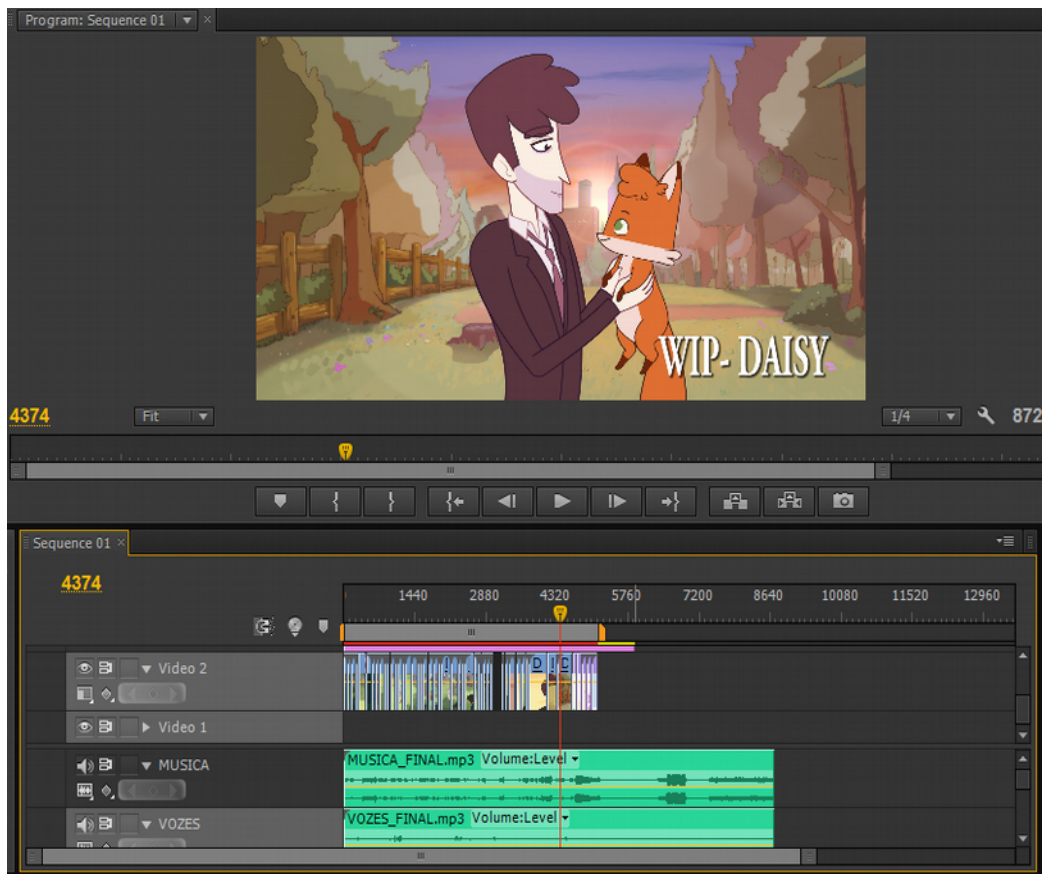 Program: Sequence 01
WIP- DAISY
4374
Fit
1/4
872
Sequence 01
4374
1440 2880 4320 5760 7200 8640 10080 11520 12960
Video 2
D
C
Video 1
MUSICA
MUSICA_FINAL.mp3 Volume:Level
VOZES
VOZES_FINAL.mp3 Volume:Level